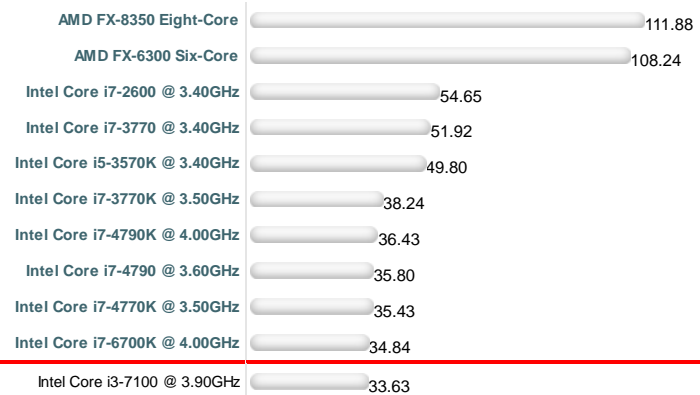 AMD FX-8350 Eight-Core 111.88
AMD FX-6300 Six-Core 108.24
Intel Core i7-2600 @ 3.40GHz 54.65
Intel Core i7-3770 @ 3.40GHz 51.92
Intel Core i5-3570K @ 3.40GHz 49.80
Intel Core i7-3770K @ 3.50GHz 38.24
Intel Core i7-4790K @ 4.00GHz 36.43
Intel Core i7-4790 @ 3.60GHz 35.80
Intel Core i7-4770K @ 3.50GHz 35.43
Intel Core i7-6700K @ 4.00GHz 34.84
Intel Core i3-7100 @ 3.90GHz 33.63